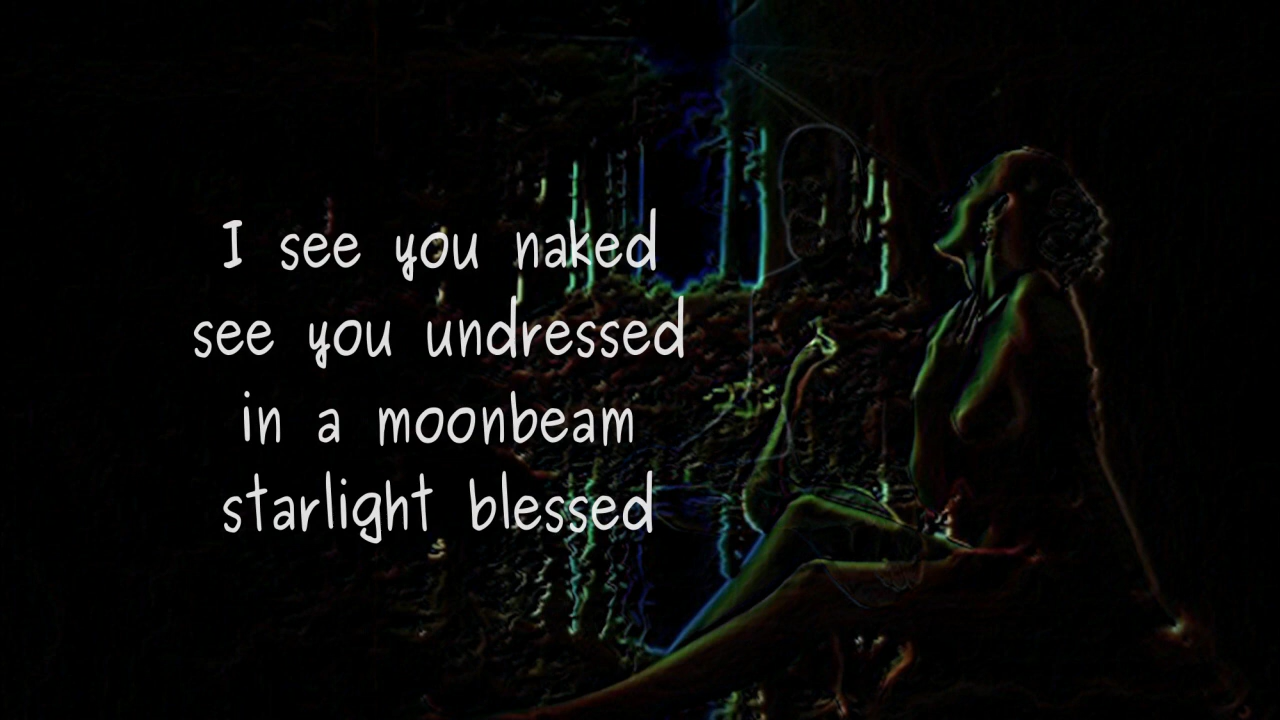 I see you naked
see you undressed
in a moonbeam
starlight blessed